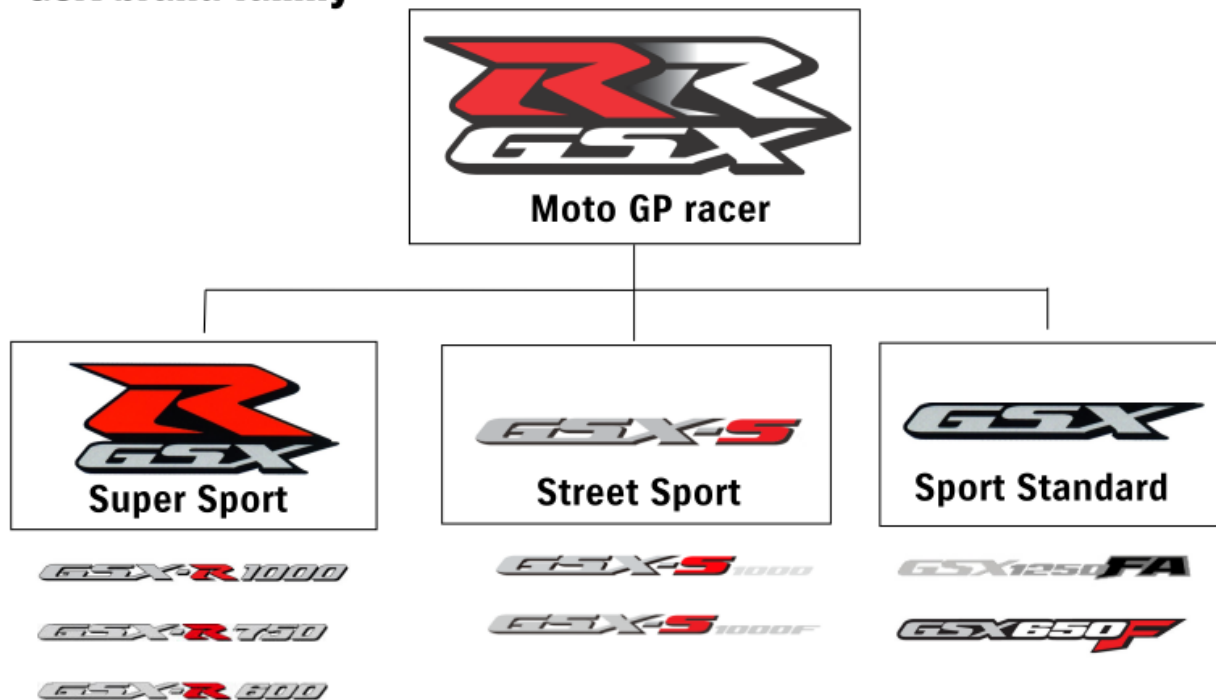 GSX brand family
RR
GSX
Moto GP racer
R
GSX
Super Sport
GSX-R1000
GSX-R750
GSX-R600
GSX-S
Street Sport
GSX-S1000
GSX-S1000F
GSX
Sport Standard
GSX1250FA
GSX650F